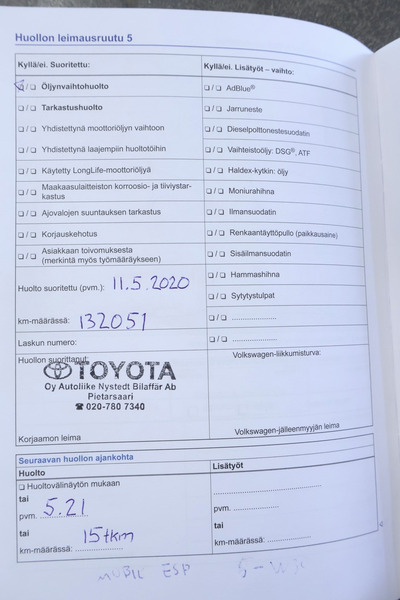 Huollon leimausruutu 5
Kyllä/ei. Suoritettu:
☑/❏ Öljynvaihtohuolto
❏/❏ Tarkastushuolto
❏/❏ Yhdistettynä moottoriöljyn vaihtoon
❏/❏ Yhdistettynä laajempiin huoltotöihin
❏/❏ Käytetty LongLife-moottoriöljyä
❏/❏ Maakaasulaitteiston korroosio- ja tiiviystar-
kastus
❏/❏ Ajovalojen suuntauksen tarkastus
❏/❏ Korjauskehotus
❏/❏ Asiakkaan toivomuksesta
(merkintä myös työmääräykseen)
Huolto suoritettu (pvm.): 11.5.2020
km-määrässä: 132051
Laskun numero:
Huollon suorittanut:
TOYOTA
Oy Autoliike Nystedt Bilaffär Ab
Pietarsaari
☎ 020-780 7340
Korjaamon leima
Kyllä/ei. Lisätyöt – vaihto:
❏/❏ AdBlue®
❏/❏ Jarruneste
❏/❏ Dieselpolttonestesuodatin
❏/❏ Vaihteistoöljy: DSG®, ATF
❏/❏ Haldex-kytkin: öljy
❏/❏ Moniurahihna
❏/❏ Ilmansuodatin
❏/❏ Renkaantäyttöpullo (paikkausaine)
❏/❏ Sisäilmansuodatin
❏/❏ Hammashihna
❏/❏ Sytytystulpat
❏/❏ ....................
❏/❏ ....................
Volkswagen-liikkumisturva:
Volkswagen-jälleenmyyjän leima
Seuraavan huollon ajankohta
Huolto
❏ Huoltovälinäytön mukaan
tai
pvm. 5.21
tai
km-määrässä: 15tkm
Lisätyöt
................................
pvm. ....................
tai
km-määrässä: ....................
MOBIL ESP